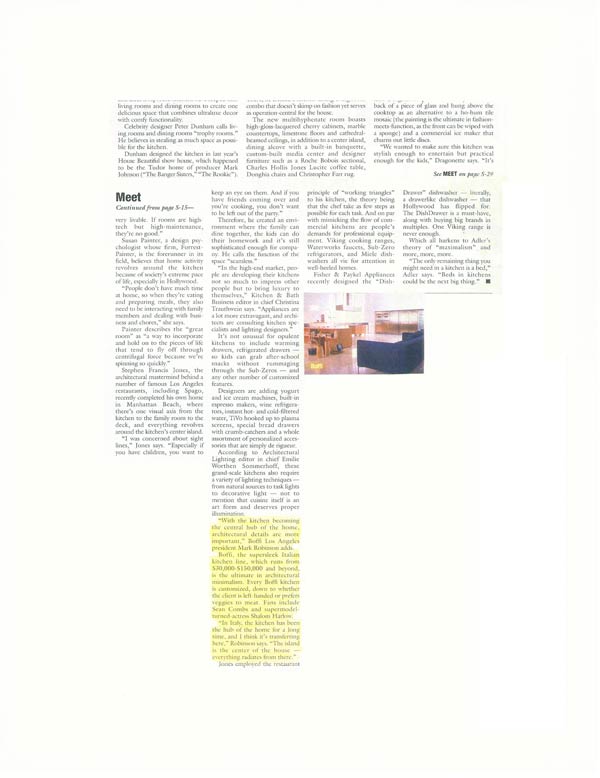 living rooms and dining rooms to create one
delicious space that combines ultraluxe decor
with comfy functionality.
Celebrity designer Peter Dunham calls liv-
ing rooms and dining rooms "trophy rooms."
He believes in stealing as much space as possi-
ble for the kitchen.
Dunham designed the kitchen in last year's
House Beautiful show house, which happened
to be the Tudor home of producer Mark
Johnson ("The Banger Sisters," "The Rookie").
combo that doesn't skimp on fashion yet serves
as operation central for the house.
The new multihyphenate room boasts
high-gloss-lacquered cherry cabinets, marble
countertops, limestone floors and cathedral-
beamed ceilings, in addition to a center island,
dining alcove with a built-in banquette,
custom-built media center and designer
furniture such as a Roche Bobois sectional,
Charles Hollis Jones Lucite coffee table,
Donghia chairs and Christopher Farr rug.
back of a piece of glass and hung above the
cooktop as an alternative to a ho-hum tile
mosaic (the painting is the ultimate in fashion-
meets-function, as the front can be wiped with
a sponge) and a commercial ice maker that
churns out little discs.
"We wanted to make sure this kitchen was
stylish enough to entertain but practical
enough for the kids," Dragonette says. "It's
See MEET on page S-29
Meet
Continued from page S-15—
very livable. If rooms are high-
tech but high-maintenance,
they're no good."
Susan Painter, a design psy-
chologist whose firm, Forrest-
Painter, is the forerunner in its
field, believes that home activity
revolves around the kitchen
because of society's extreme pace
of life, especially in Hollywood.
"People don't have much time
at home, so when they're eating
and preparing meals, they also
need to be interacting with family
members and dealing with busi-
ness and chores," she says.
Painter describes the "great
room" as "a way to incorporate
and hold on to the pieces of life
that tend to fly off through
centrifugal force because we're
spinning so quickly."
Stephen Francis Jones, the
architectural mastermind behind a
number of famous Los Angeles
restaurants, including Spago,
recently completed his own home
in Manhattan Beach, where
there's one visual axis from the
kitchen to the family room to the
deck, and everything revolves
around the kitchen's center island.
"I was concerned about sight
lines," Jones says. "Especially if
you have children, you want to
keep an eye on them. And if you
have friends coming over and
you're cooking, you don't want
to be left out of the party."
Therefore, he created an envi-
ronment where the family can
dine together, the kids can do
their homework and it's still
sophisticated enough for compa-
ny. He calls the function of the
space "seamless."
"In the high-end market, peo-
ple are developing their kitchens
not so much to impress other
people but to bring luxury to
themselves," Kitchen & Bath
Business editor in chief Christina
Trauthwein says. "Appliances are
a lot more extravagant, and archi-
tects are consulting kitchen spe-
cialists and lighting designers."
It's not unusual for opulent
kitchens to include warming
drawers, refrigerated drawers —
so kids can grab after-school
snacks without rummaging
through the Sub-Zeros — and
any other number of customized
features.
Designers are adding yogurt
and ice cream machines, built-in
espresso makers, wine refrigera-
tors, instant hot- and cold-filtered
water, TiVo hooked up to plasma
screens, special bread drawers
with crumb-catchers and a whole
assortment of personalized acces-
sories that are simply de rigueur.
According to Architectural
Lighting editor in chief Emilie
Worthen Sommerhoff, these
grand-scale kitchens also require
a variety of lighting techniques —
from natural sources to task lights
to decorative light — not to
mention that cuisine itself is an
art form and deserves proper
illumination.
"With the kitchen becoming
the central hub of the home,
architectural details are more
important," Boffi Los Angeles
president Mark Robinson adds.
Boffi, the supersleek Italian
kitchen line, which runs from
$30,000-$150,000 and beyond,
is the ultimate in architectural
minimalism. Every Boffi kitchen
is customized, down to whether
the client is left-handed or prefers
veggies to meat. Fans include
Sean Combs and supermodel-
turned-actress Shalom Harlow.
"In Italy, the kitchen has been
the hub of the home for a long
time, and I think it's transferring
here," Robinson says. "The island
is the center of the house —
everything radiates from there."
Jones employed the restaurant
principle of "working triangles"
to his kitchen, the theory being
that the chef take as few steps as
possible for each task. And on par
with mimicking the flow of com-
mercial kitchens are people's
demands for professional equip-
ment. Viking cooking ranges,
Waterworks faucets, Sub-Zero
refrigerators, and Miele dish-
washers all vie for attention in
well-heeled homes.
Fisher & Paykel Appliances
recently designed the "Dish-
Drawer" dishwasher — literally,
a drawerlike dishwasher — that
Hollywood has flipped for.
The DishDrawer is a must-have,
along with buying big brands in
multiples. One Viking range is
never enough.
Which all harkens to Adler's
theory of "maximalism" and
more, more, more.
"The only remaining thing you
might need in a kitchen is a bed,"
Adler says. "Beds in kitchens
could be the next big thing." ■
Boffi